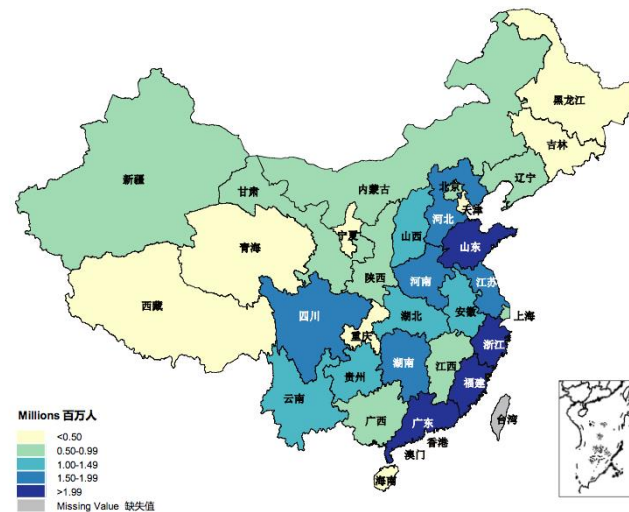 黑龙江
吉林
新疆
辽宁
甘肃
内蒙古
北京
天津
宁夏
河北
山西
青海
山东
陕西
西藏
河南
江苏
四川
安徽
湖北
上海
重庆
浙江
湖南
江西
贵州
福建
云南
广西
广东
台湾
香港
澳门
海南
Millions 百万人
<0.50
0.50-0.99
1.00-1.49
1.50-1.99
>1.99
Missing Value 缺失值